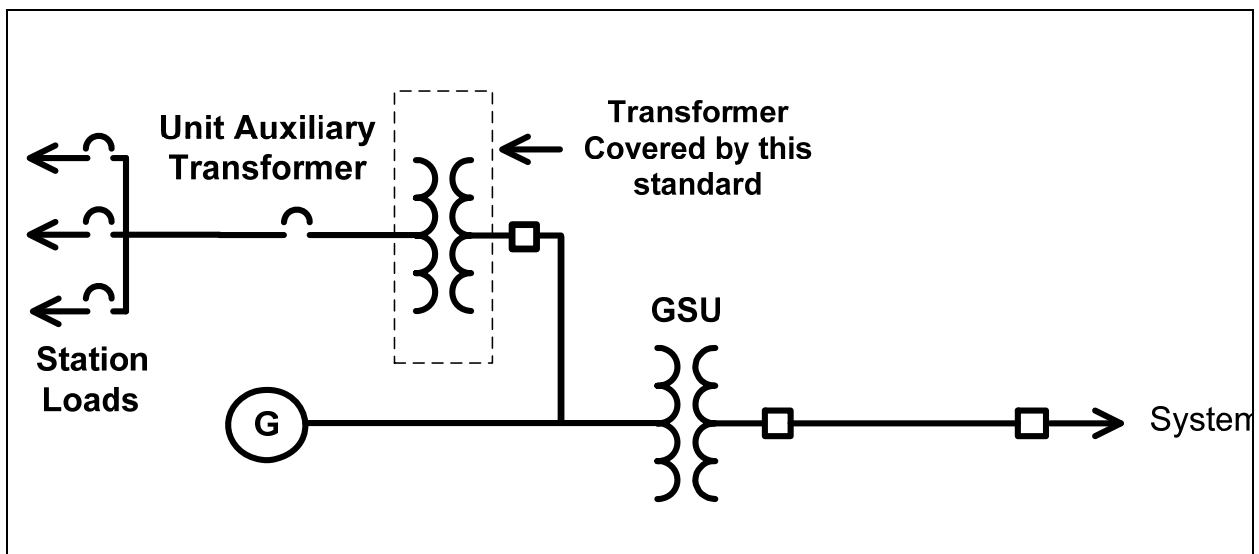 Unit Auxiliary
Transformer
Transformer
Covered by this
standard
Station
Loads
GSU
G
System